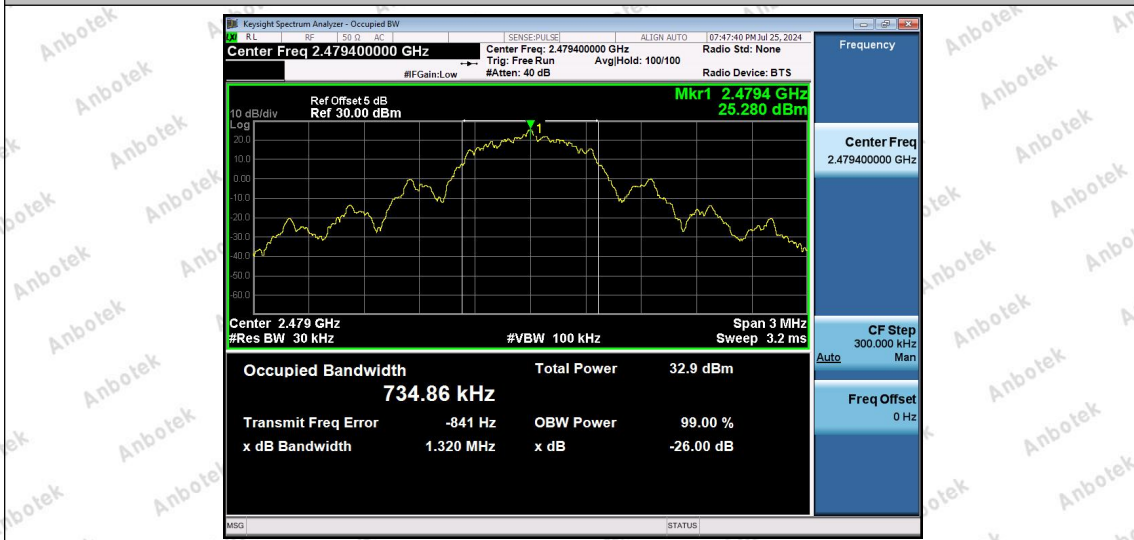 Keysight Spectrum Analyzer - Occupied BW
LXI RL RF 50 Ω AC SENSE:PULSE ALIGN AUTO 07:47:40 PM Jul 25, 2024
Center Freq 2.479400000 GHz Center Freq: 2.479400000 GHz Radio Std: None Frequency
Trig: Free Run Avg|Hold: 100/100
#IFGain:Low #Atten: 40 dB Radio Device: BTS
Mkr1 2.4794 GHz
25.280 dBm
Ref Offset 5 dB
10 dB/div Ref 30.00 dBm
Log
1
20.0
10.0
0.00
-10.0
-20.0
-30.0
-40.0
-50.0
-60.0
Center Freq
2.479400000 GHz
Center 2.479 GHz Span 3 MHz
#Res BW 30 kHz #VBW 100 kHz Sweep 3.2 ms
CF Step
300.000 kHz
Auto Man
Occupied Bandwidth Total Power 32.9 dBm
734.86 kHz
Freq Offset
0 Hz
Transmit Freq Error -841 Hz OBW Power 99.00 %
x dB Bandwidth 1.320 MHz x dB -26.00 dB
MSG STATUS
Anbotek